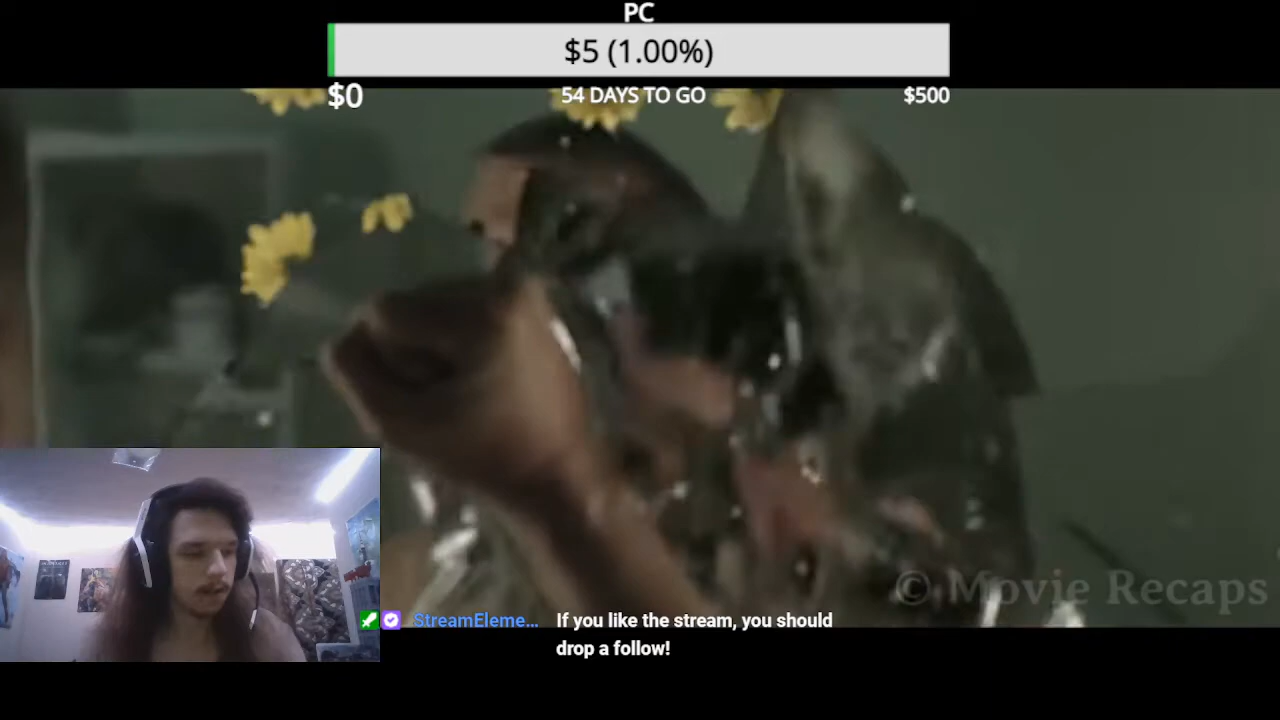 PC
$5 (1.00%)
$0
54 DAYS TO GO
$500
© Movie Recaps
StreamEleme... If you like the stream, you should
drop a follow!